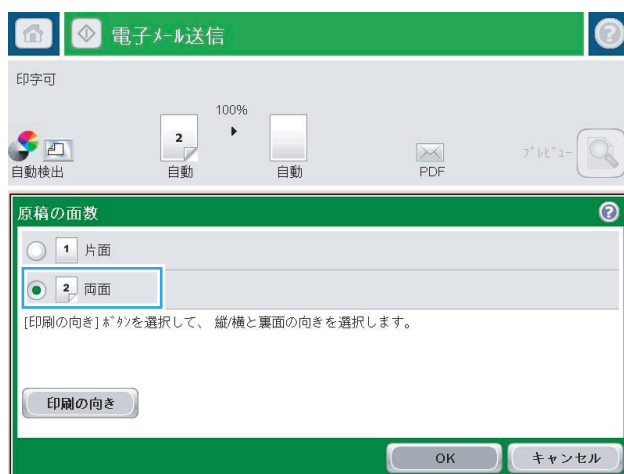 電子メール送信
印字可
100%
2
自動検出
自動
自動
PDF
プレビュー
原稿の面数
1 片面
2 両面
[印刷の向き]ボタンを選択して、 縦/横と裏面の向きを選択します。
印刷の向き
OK
キャンセル